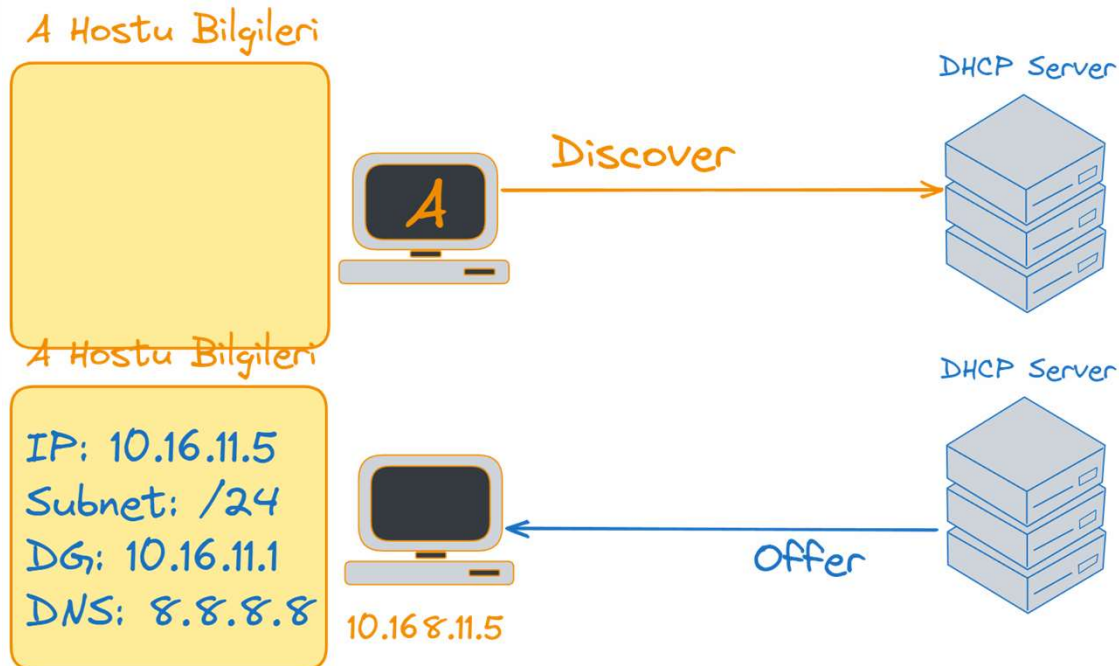 A Hostu Bilgileri
DHCP Server
Discover
A
A Hostu Bilgileri
DHCP Server
IP: 10.16.11.5
Subnet: /24
DG: 10.16.11.1
DNS: 8.8.8.8
Offer
10.168.11.5